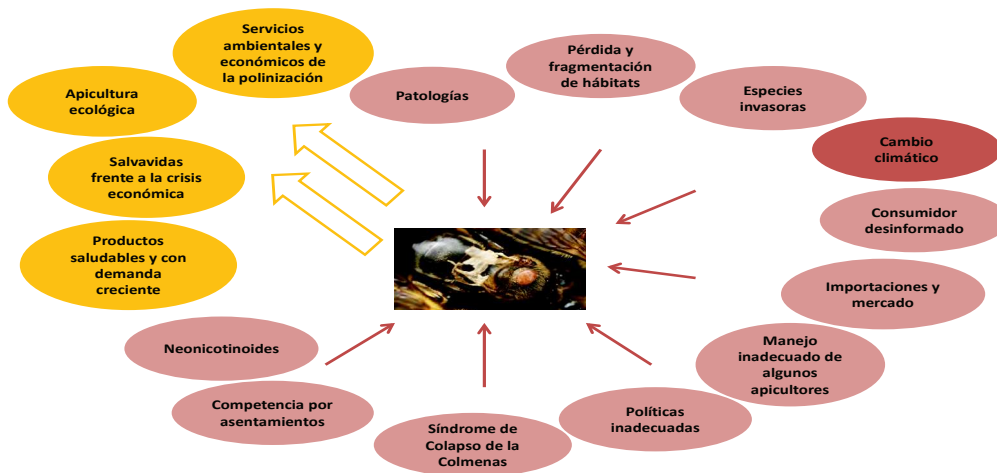 Servicios
ambientales y
económicos de
la polinización
Apicultura
ecológica
Salvavidas
frente a la crisis
económica
Productos
saludables y con
demanda
creciente
Patologías
Pérdida y
fragmentación
de hábitats
Especies
invasoras
Cambio
climático
Consumidor
desinformado
Importaciones y
mercado
Manejo
inadecuado de
algunos
apicultores
Políticas
inadecuadas
Síndrome de
Colapso de la
Colmenas
Competencia por
asentamientos
Neonicotinoides